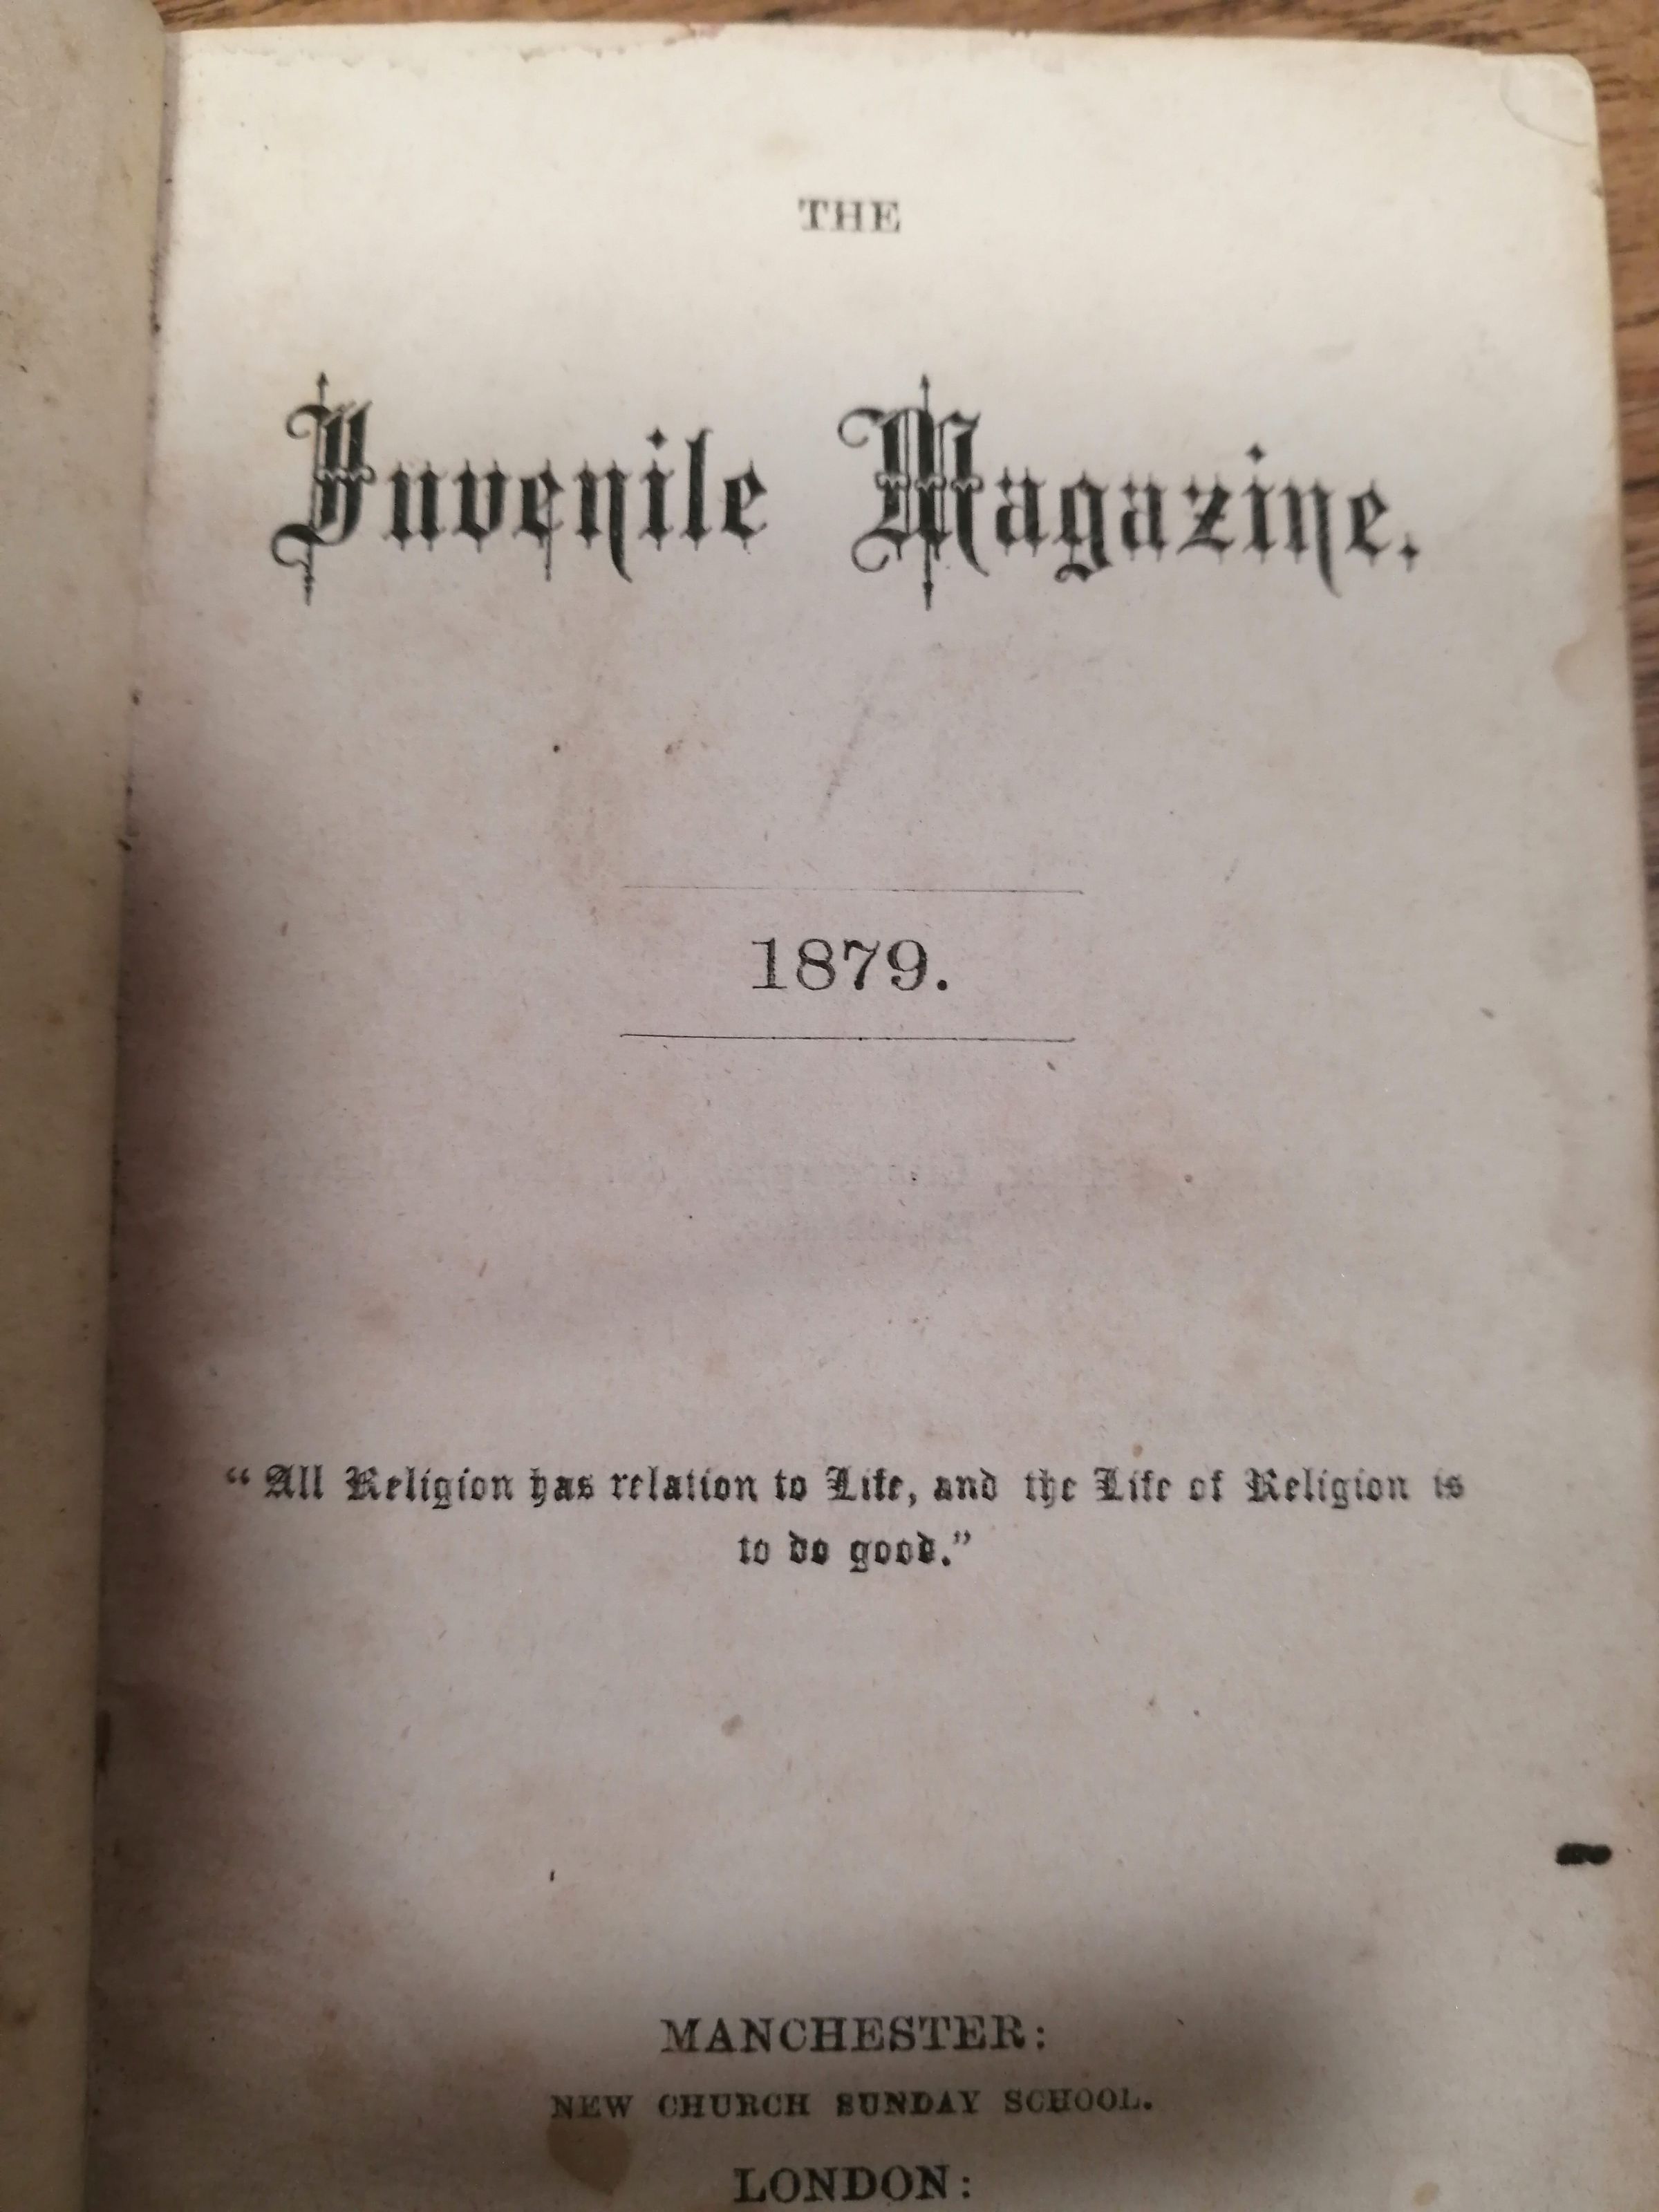 THE
Juvenile Magazine.
1879.
“All Religion has relation to Life, and the Life of Religion is
to do good.”
MANCHESTER:
NEW CHURCH SUNDAY SCHOOL.
LONDON: